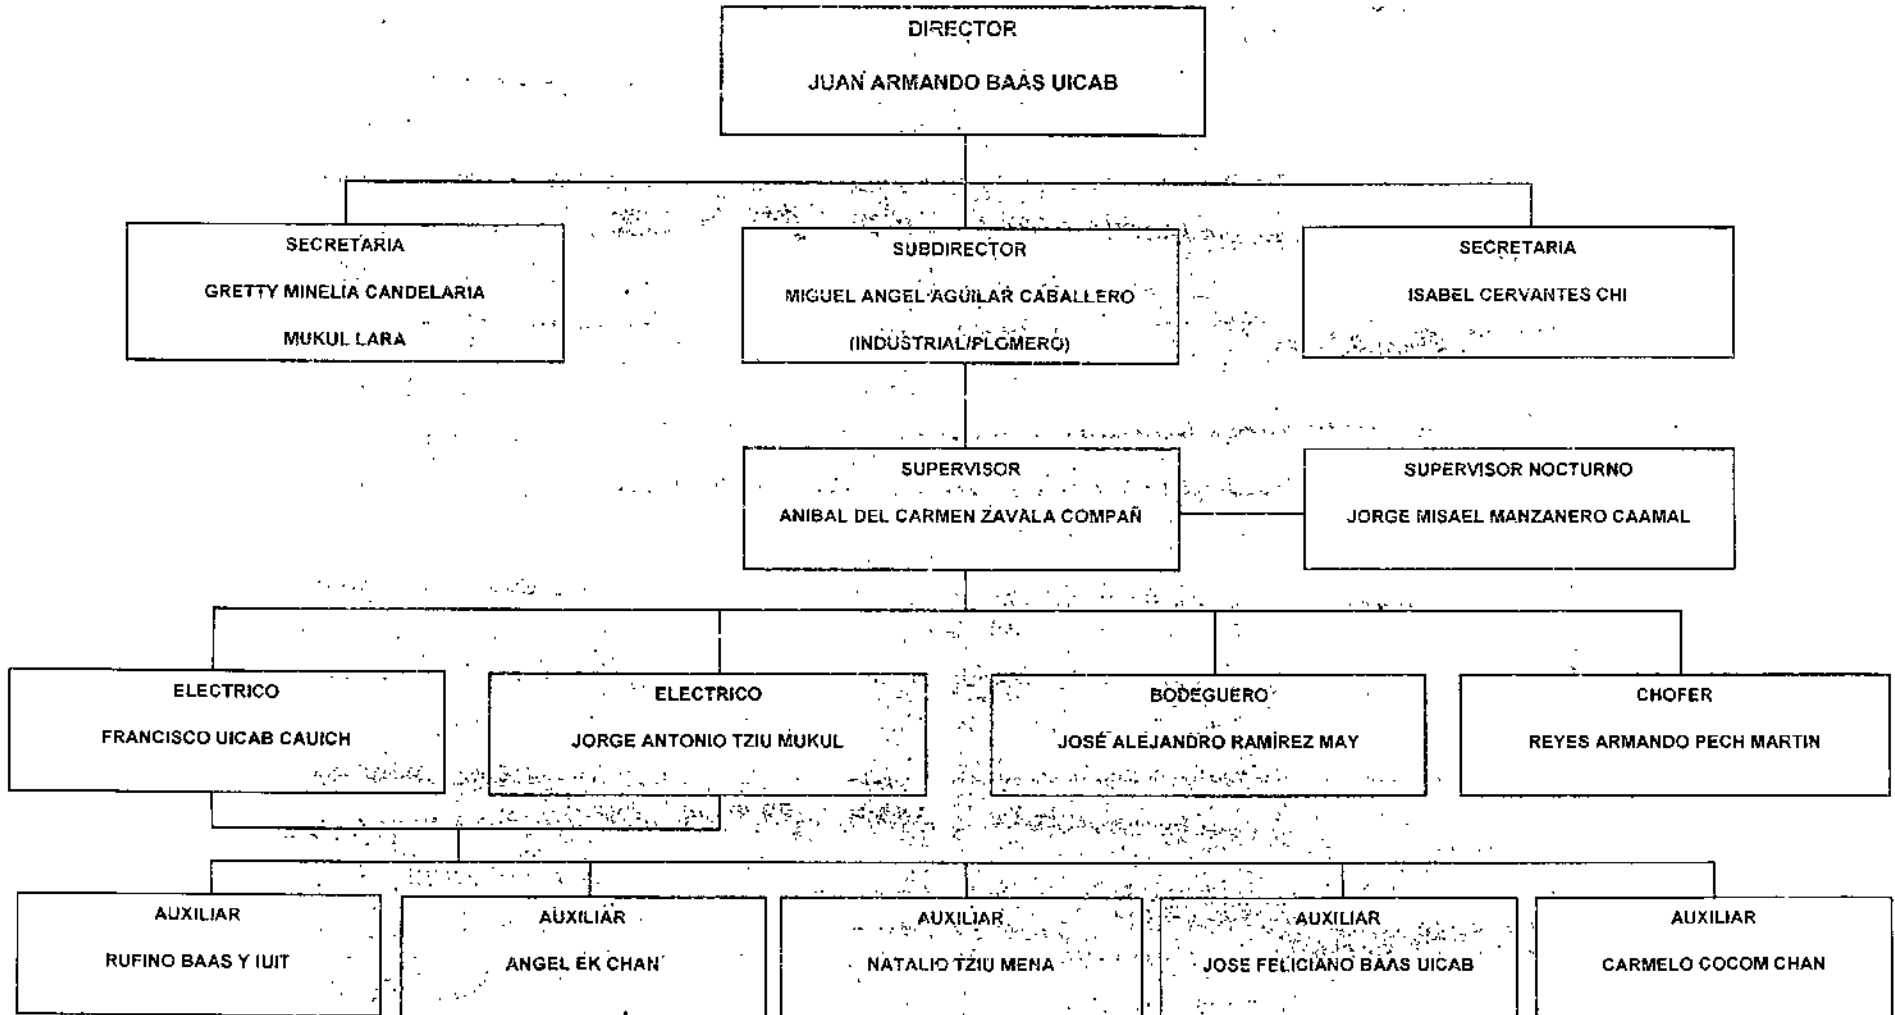 DIRECTOR
JUAN ARMANDO BAAS UICAB
SECRETARIA
GRETTY MINELIA CANDELARIA
MUKUL LARA
SUBDIRECTOR
MIGUEL ANGEL AGUILAR CABALLERO
(INDUSTRIAL/PLOMERO)
SECRETARIA
ISABEL CERVANTES CHI
SUPERVISOR
ANIBAL DEL CARMEN ZAVALA COMPAÑ
SUPERVISOR NOCTURNO
JORGE MISAEL MANZANERO CAAMAL
ELECTRICO
FRANCISCO UICAB CAUICH
ELECTRICO
JORGE ANTONIO TZIU MUKUL
BODEGUERO
JOSÉ ALEJANDRO RAMÍREZ MAY
CHOFER
REYES ARMANDO PECH MARTIN
AUXILIAR
RUFINO BAAS Y IUIT
AUXILIAR
ANGEL EK CHAN
AUXILIAR
NATALIO TZIU MENA
AUXILIAR
JOSE FELICIANO BAAS UICAB
AUXILIAR
CARMELO COCOM CHAN